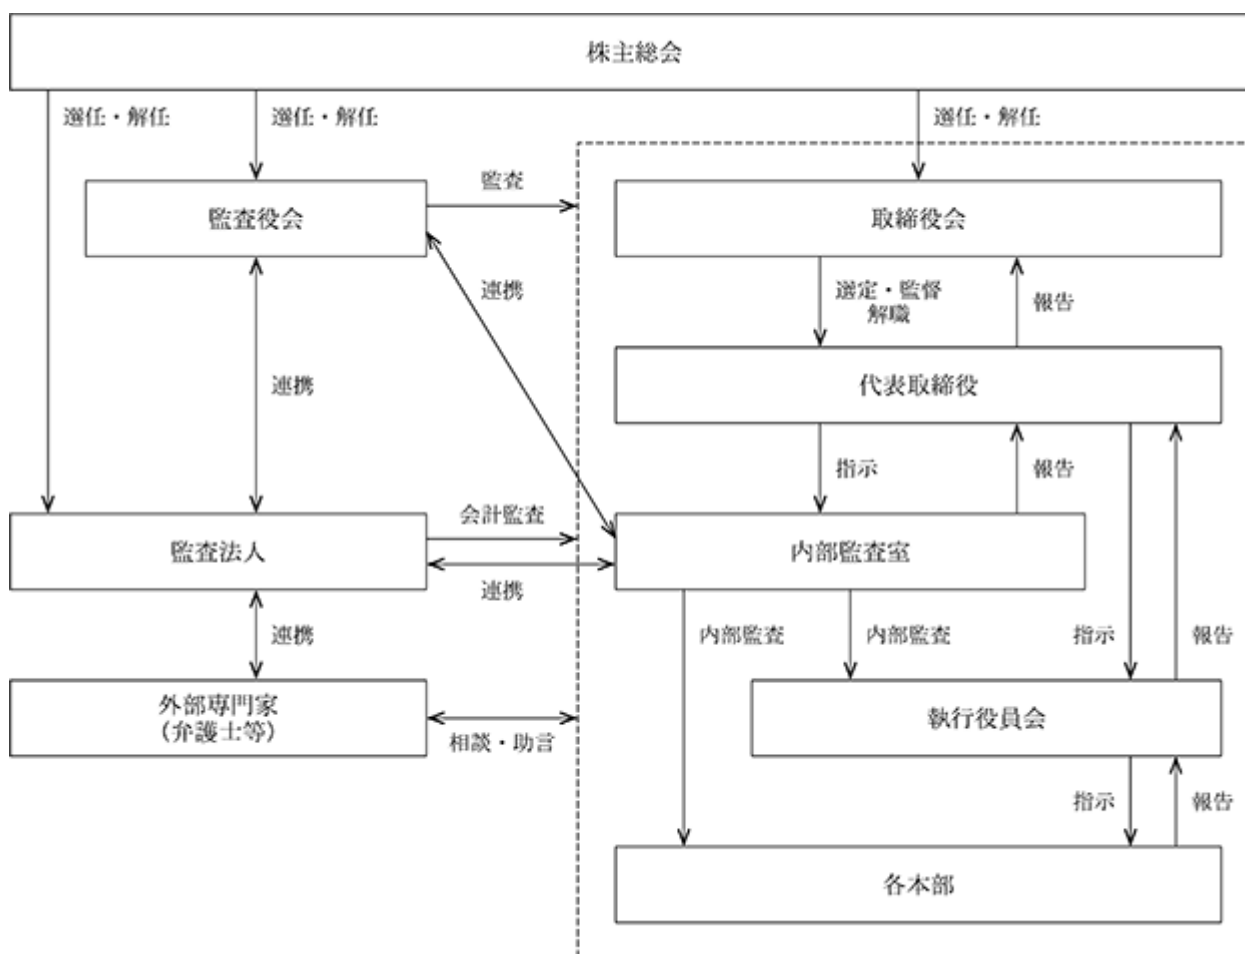 株主総会
選任・解任
選任・解任
選任・解任
監査役会
監査
取締役会
連携
選定・監督
解職
報告
連携
代表取締役
指示
報告
会計監査
監査法人
内部監査室
連携
連携
内部監査
内部監査
指示
報告
外部専門家
（弁護士等）
相談・助言
執行役員会
指示
報告
各本部